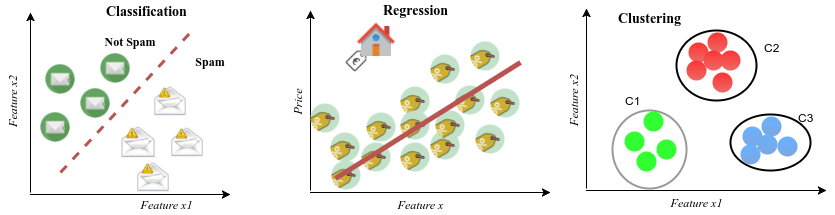 Classification
Not Spam
Spam
Feature x2
Feature x1
Regression
Price
Feature x
Clustering
C2
C1
C3
Feature x2
Feature x1